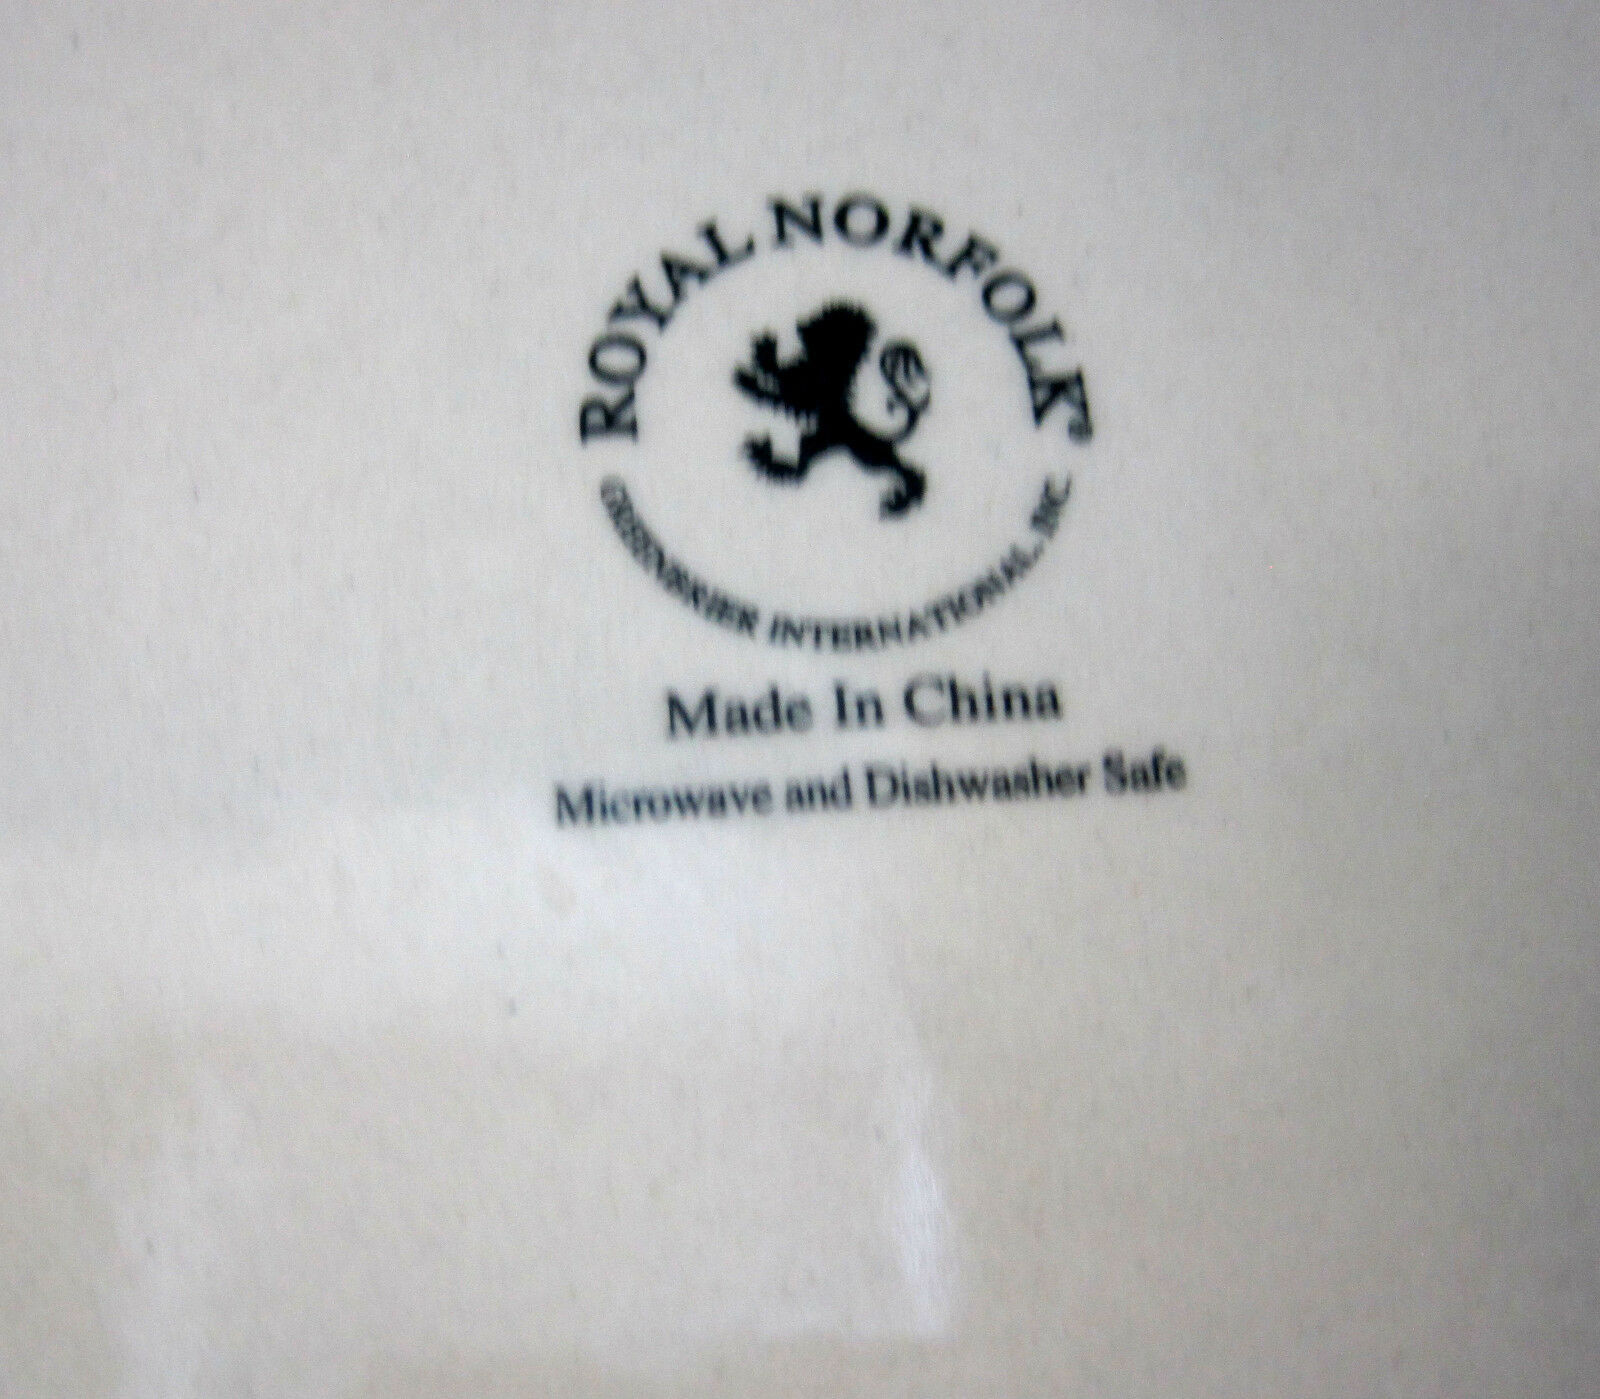 ROYAL NORFOLK
GREENBRIER INTERNATIONAL, INC.
Made In China
Microwave and Dishwasher Safe